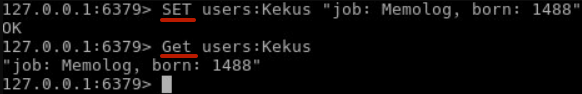 127.0.0.1:6379> SET users:Kekus "job: Memolog, born: 1488"
OK
127.0.0.1:6379> Get users:Kekus
"job: Memolog, born: 1488"
127.0.0.1:6379>